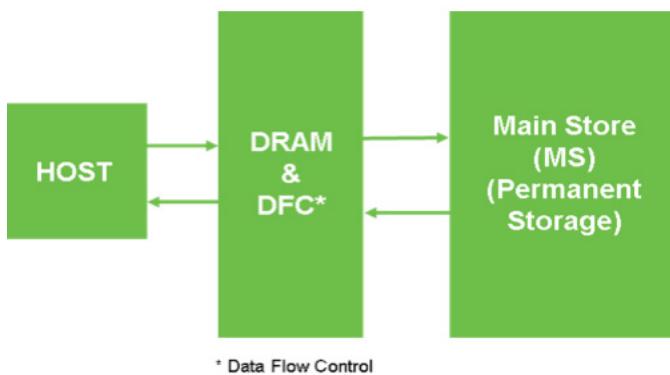 HOST
DRAM
&
DFC*
Main Store
(MS)
(Permanent
Storage)
* Data Flow Control